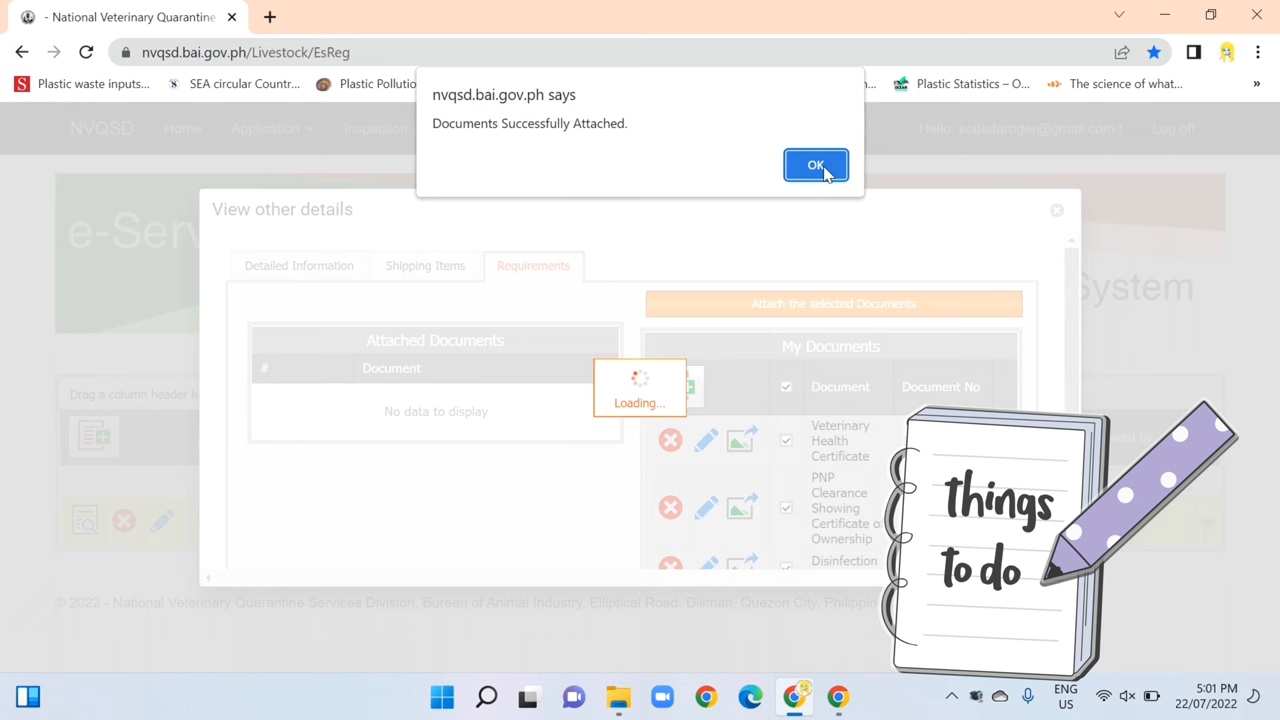 - National Veterinary Quarantine
nvqsd.bai.gov.ph/Livestock/EsReg
Plastic waste inputs...
SEA circular Countr...
Plastic Pollutio
Plastic Statistics – O...
The science of what...
»
nvqsd.bai.gov.ph says
Documents Successfully Attached.
OK
NVQSD
Home
Application
Inspection
Hello, soltedaroger@gmail.com !
Log off
e-Serv
System
View other details
Detailed Information
Shipping Items
Requirements
Attach the selected Documents
Attached Documents
# Document
No data to display
My Documents
Document
Document No
Loading...
Veterinary
Health
Certificate
PNP
Clearance
Showing
Certificate o
Ownership
Disinfection
Drag a column header h
things
to do
© 2022 - National Veterinary Quarantine Services Division, Bureau of Animal Industry, Elliptical Road, Diliman, Quezon City, Philippin
ENG
US
5:01 PM
22/07/2022